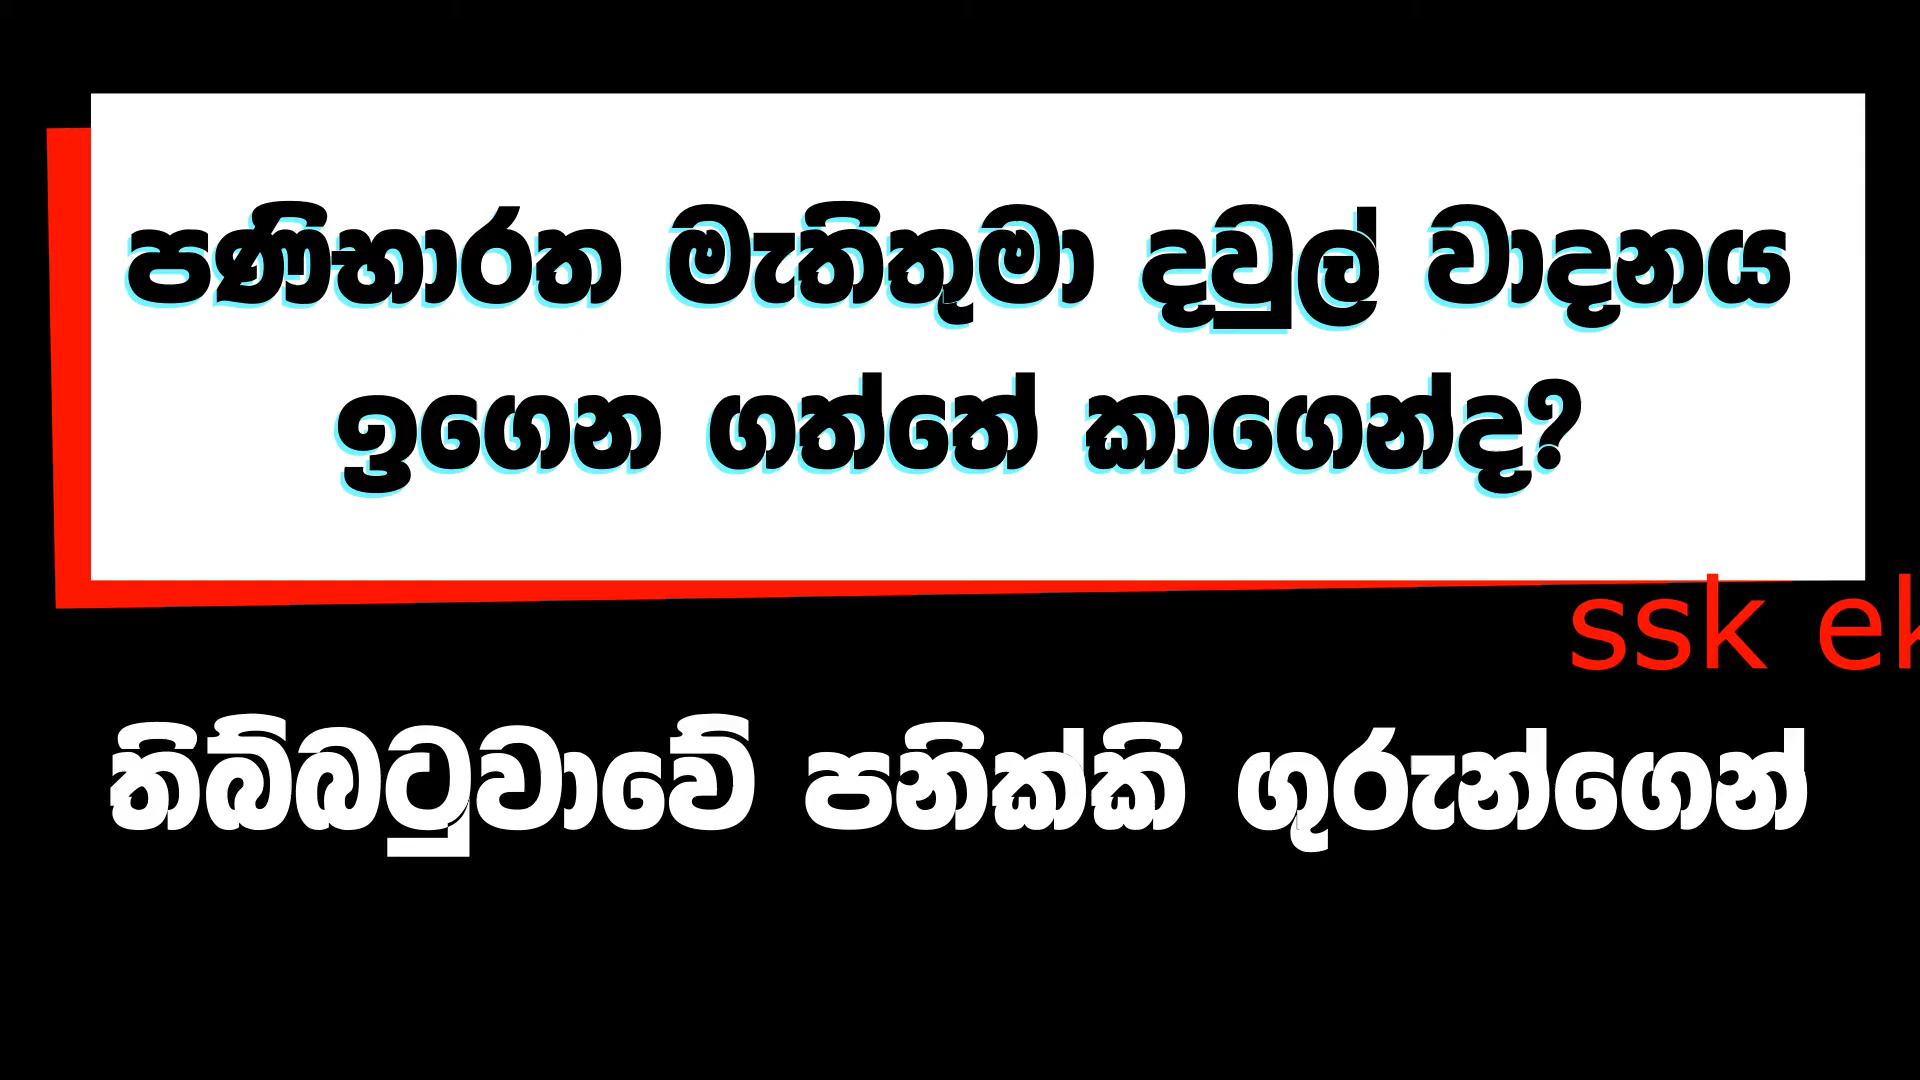 පණිභාරත මැතිතුමා දවුල් වාදනය
ඉගෙන ගත්තේ කාගෙන්ද?
ssk ek
තිබ්බටුවාවේ පනික්කි ගුරුන්ගෙන්